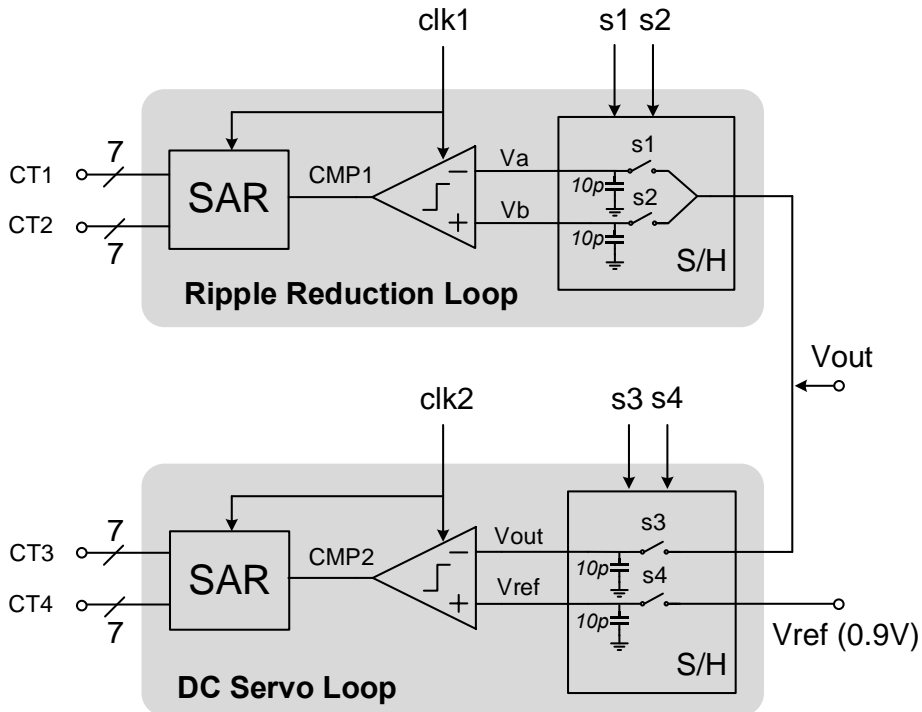 clk1
s1 s2
7
CT1
SAR
CMP1
Va
s1
10p
s2
CT2
Vb
10p
7
S/H
Ripple Reduction Loop
Vout
clk2
s3 s4
7
CT3
SAR
CMP2
Vout
s3
10p
s4
CT4
Vref
10p
7
Vref (0.9V)
S/H
DC Servo Loop